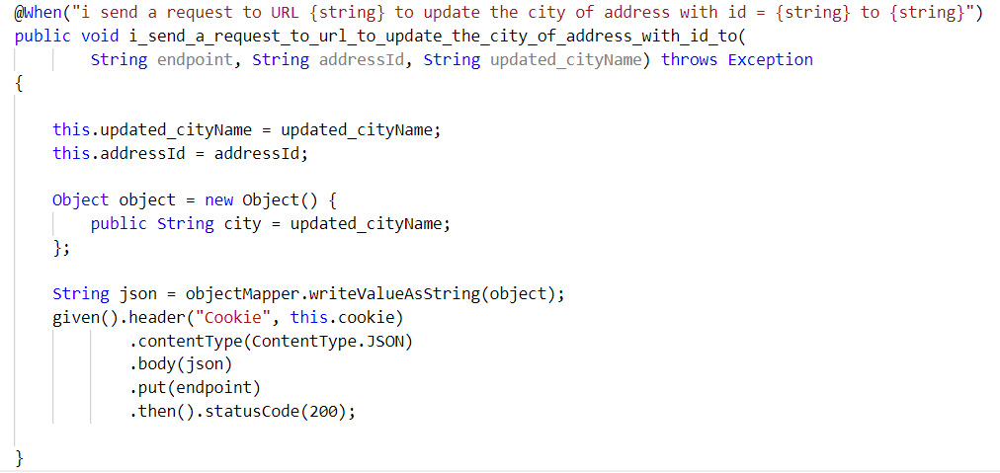 @When("i send a request to URL {string} to update the city of address with id = {string} to {string}")
public void i_send_a_request_to_url_to_update_the_city_of_address_with_id_to(
String endpoint, String addressId, String updated_cityName) throws Exception
{
this.updated_cityName = updated_cityName;
this.addressId = addressId;
Object object = new Object() {
public String city = updated_cityName;
};
String json = objectMapper.writeValueAsString(object);
given().header("Cookie", this.cookie)
.contentType(ContentType.JSON)
.body(json)
.put(endpoint)
.then().statusCode(200);
}